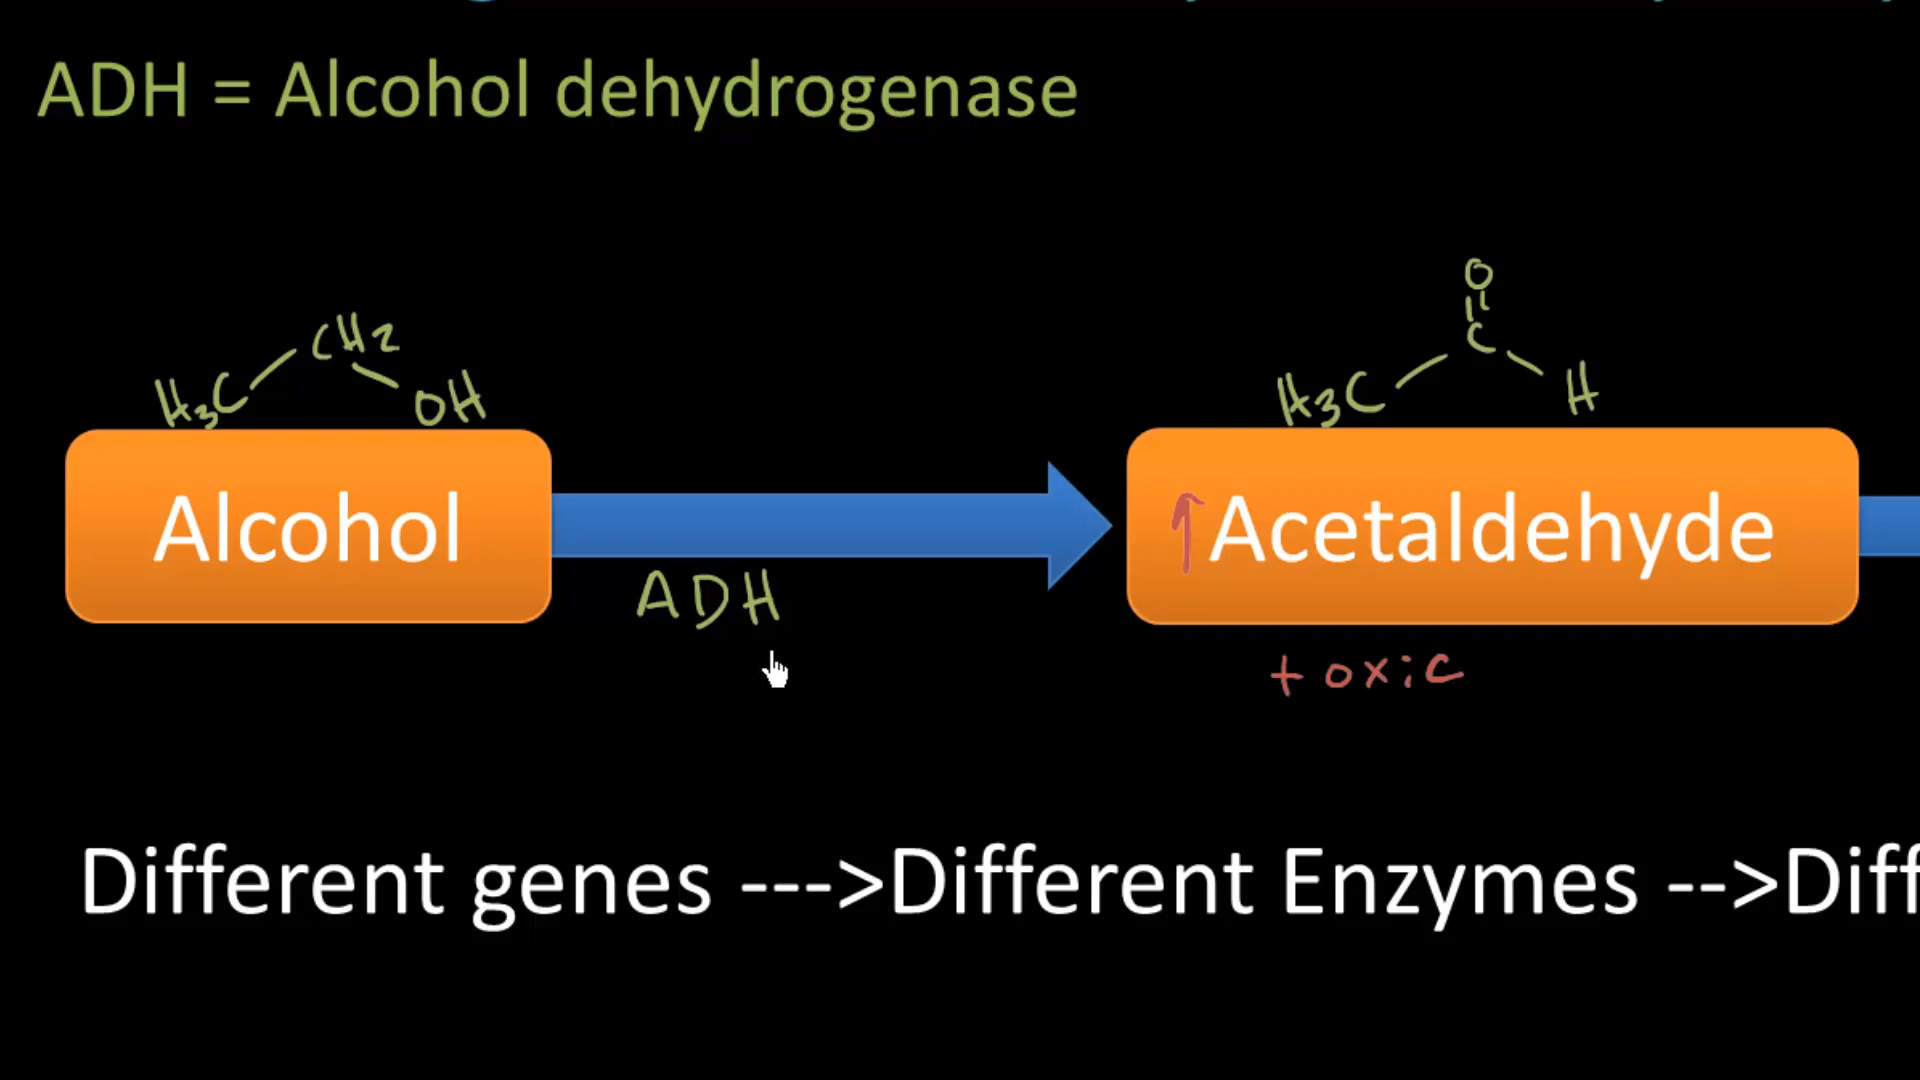 ADH = Alcohol dehydrogenase
O
C
CH2
H3C
OH
H3C
H
Alcohol
↑Acetaldehyde
ADH
toxic
Different genes --->Different Enzymes -->Diff